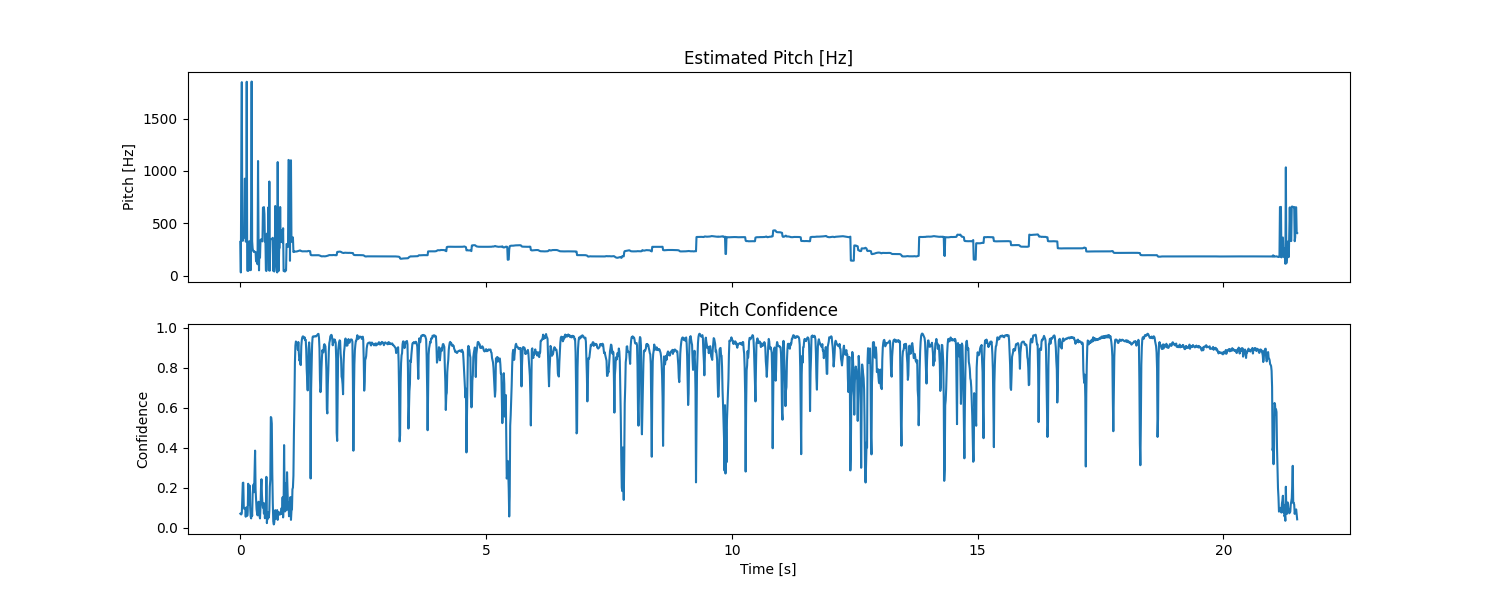 Estimated Pitch [Hz]
Pitch [Hz]
1500
1000
500
0
Pitch Confidence
Confidence
1.0
0.8
0.6
0.4
0.2
0.0
0 5 10 15 20
Time [s]